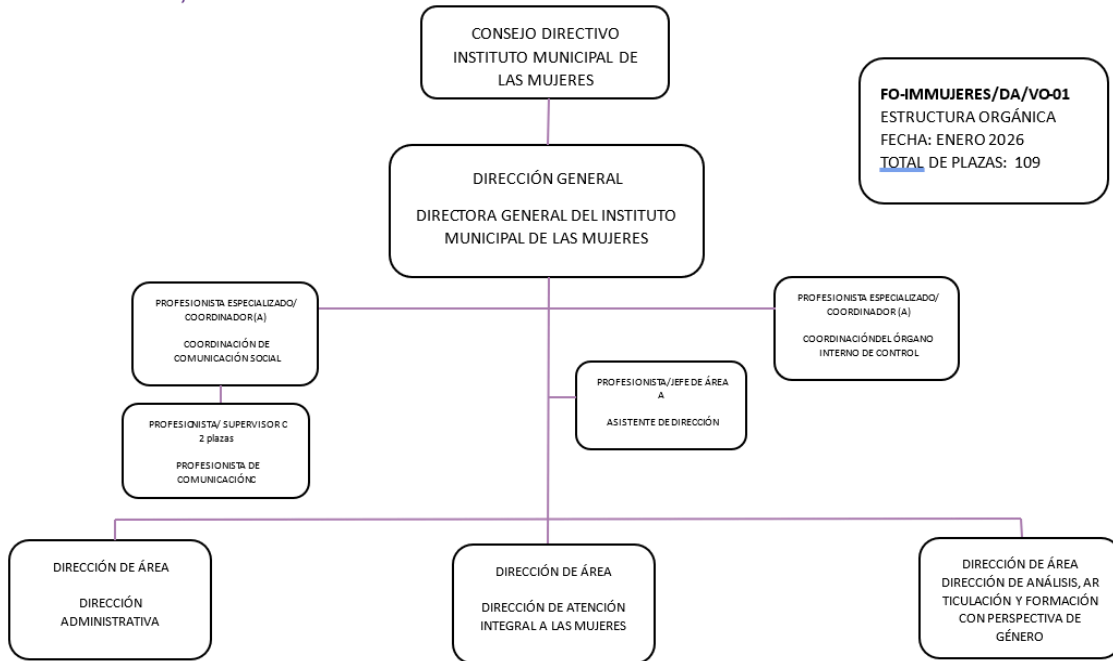 CONSEJO DIRECTIVO
INSTITUTO MUNICIPAL DE
LAS MUJERES
FO-IMMUJERES/DA/VO-01
ESTRUCTURA ORGÁNICA
FECHA: ENERO 2026
TOTAL DE PLAZAS: 109
DIRECCIÓN GENERAL
DIRECTORA GENERAL DEL INSTITUTO
MUNICIPAL DE LAS MUJERES
PROFESIONISTA ESPECIALIZADO/
COORDINADOR (A)
COORDINACIÓN DE
COMUNICACIÓN SOCIAL
PROFESIONISTA ESPECIALIZADO/
COORDINADOR (A)
COORDINACIÓNDEL ÓRGANO
INTERNO DE CONTROL
PROFESIONISTA/JEFE DE ÁREA
A
ASISTENTE DE DIRECCIÓN
PROFESIONISTA/ SUPERVISOR C
2 plazas
PROFESIONISTA DE
COMUNICACIÓNC
DIRECCIÓN DE ÁREA
DIRECCIÓN
ADMINISTRATIVA
DIRECCIÓN DE ÁREA
DIRECCIÓN DE ATENCIÓN
INTEGRAL A LAS MUJERES
DIRECCIÓN DE ÁREA
DIRECCIÓN DE ANÁLISIS, AR
TICULACIÓN Y FORMACIÓN
CON PERSPECTIVA DE
GÉNERO